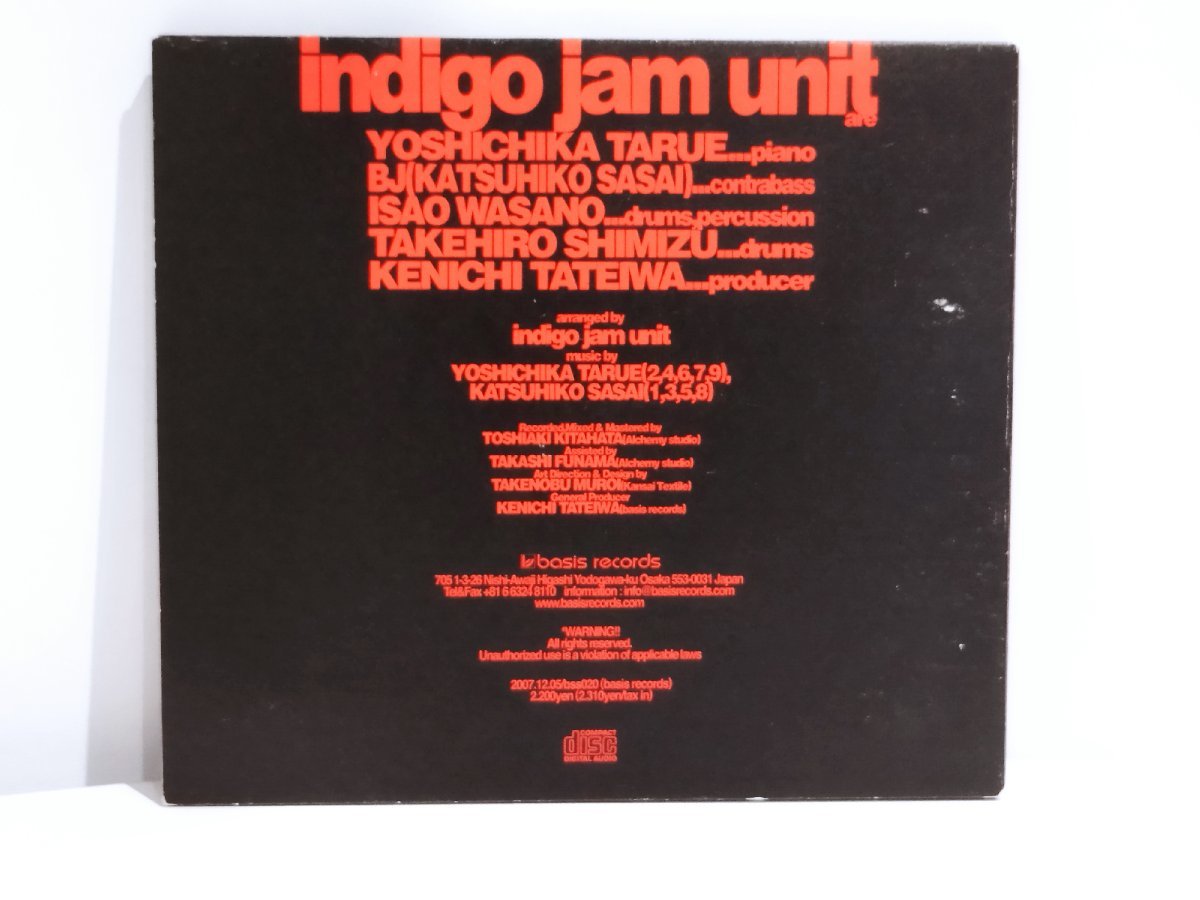 indigo jam unit
are
YOSHICHIKA TARUE...piano
BJ(KATSUHIKO SASAI)...contrabass
ISAO WASANO...drums,percussion
TAKEHIRO SHIMIZU...drums
KENICHI TATEIWA...producer
arranged by
indigo jam unit
music by
YOSHICHIKA TARUE(2,4,6,7,9),
KATSUHIKO SASAI(1,3,5,8)
Recorded,Mixed & Mastered by
TOSHIAKI KITAHATA(Alchemy studio)
Assisted by
TAKASHI FUNAMA(Alchemy studio)
Art Direction & Design by
TAKENOBU MUROI(Kansai Textile)
General Producer
KENICHI TATEIWA(basis records)
basis records
705 1-3-26 Nishi-Awaji Higashi Yodogawa-ku Osaka 553-0031 Japan
Tel&Fax +81 6 6324 8110 information : info@basisrecords.com
www.basisrecords.com
*WARNING!!
All rights reserved.
Unauthorized use is a violation of applicable laws
2007.12.05/bss020 (basis records)
2.200yen (2.310yen/tax in)
COMPACT
disc
DIGITAL AUDIO